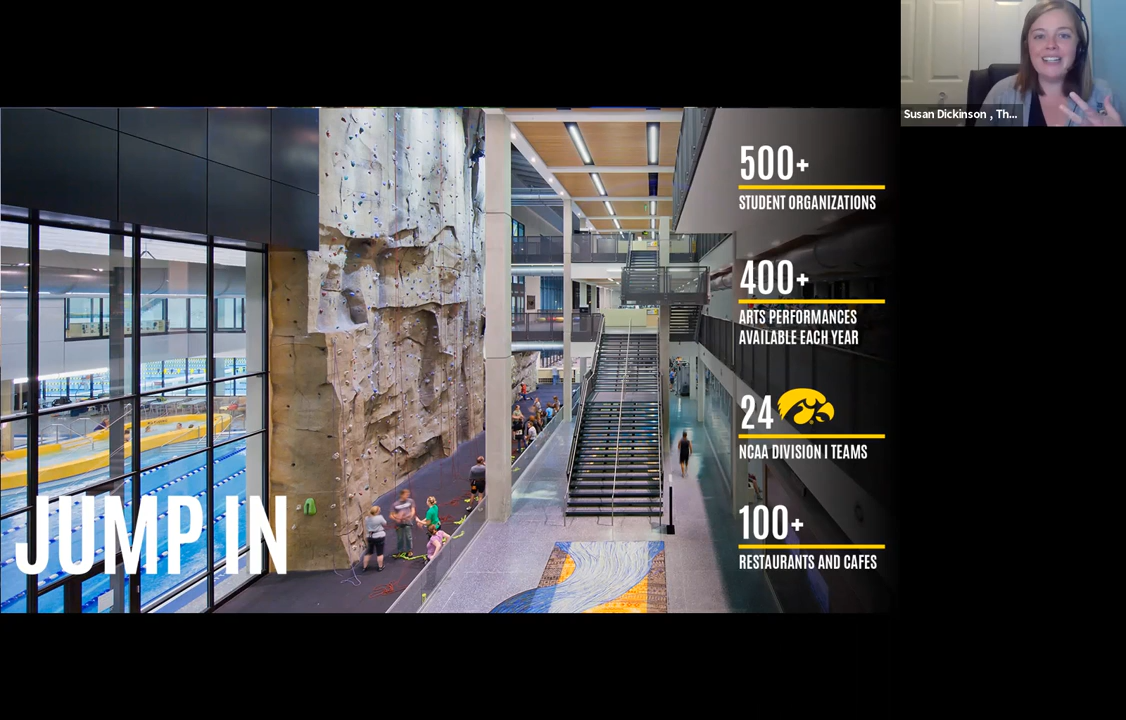 Susan Dickinson , Th...
500+
STUDENT ORGANIZATIONS
400+
ARTS PERFORMANCES
AVAILABLE EACH YEAR
24
NCAA DIVISION I TEAMS
100+
RESTAURANTS AND CAFES
JUMP IN